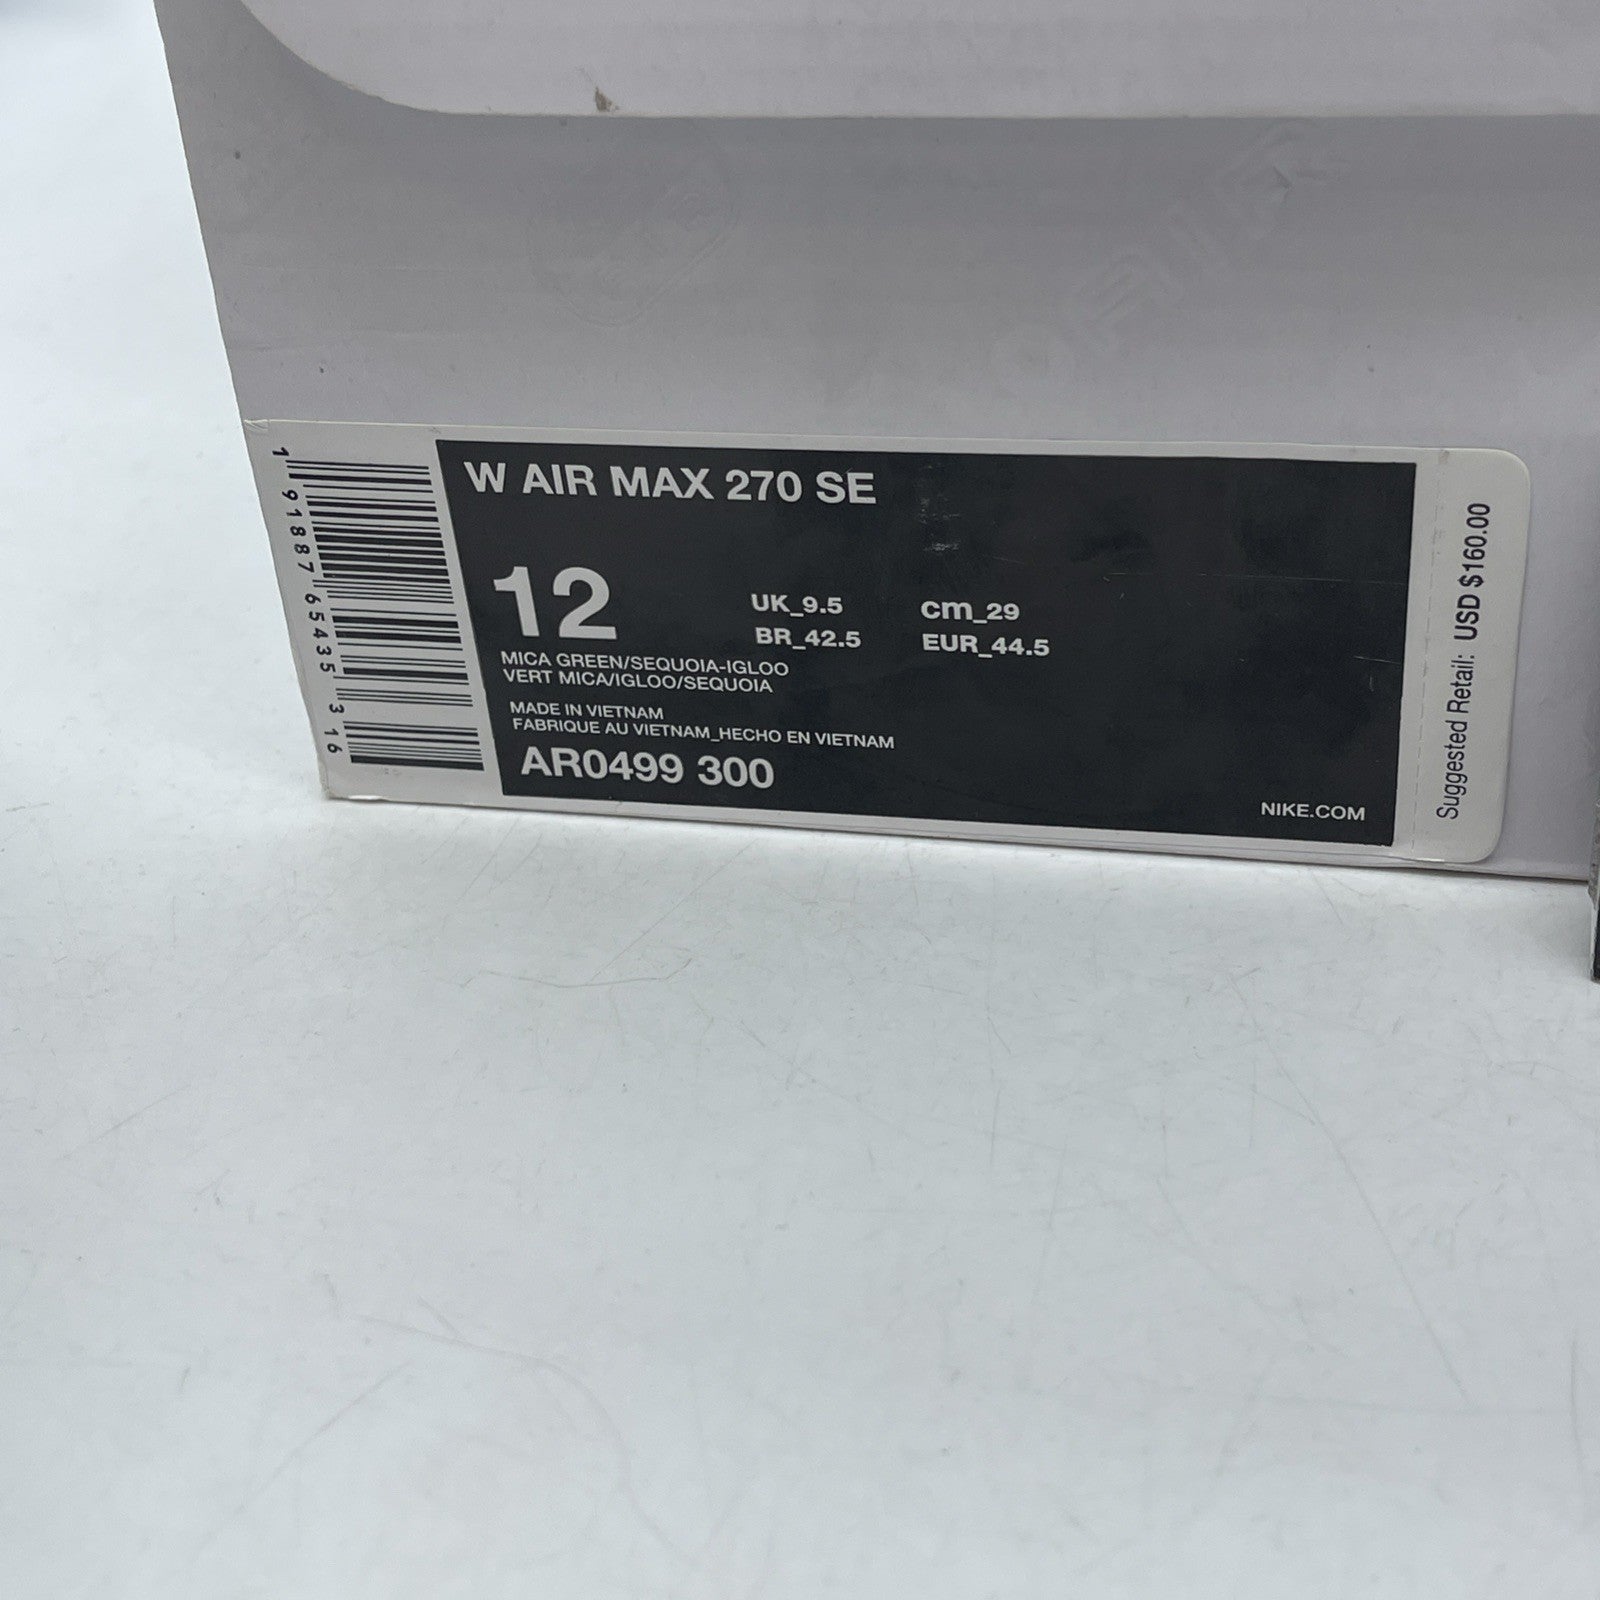 W AIR MAX 270 SE
12
UK_9.5 cm_29
BR_42.5 EUR_44.5
MICA GREEN/SEQUOIA-IGLOO
VERT MICA/IGLOO/SEQUOIA
MADE IN VIETNAM
FABRIQUE AU VIETNAM_HECHO EN VIETNAM
AR0499 300
NIKE.COM
1 91887 65435 3 16
Suggested Retail: USD $160.00